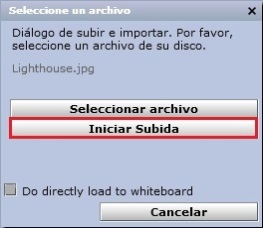 Seleccione un archivo
Diálogo de subir e importar. Por favor,
seleccione un archivo de su disco.
Lighthouse.jpg
Seleccionar archivo
Iniciar Subida
Do directly load to whiteboard
Cancelar